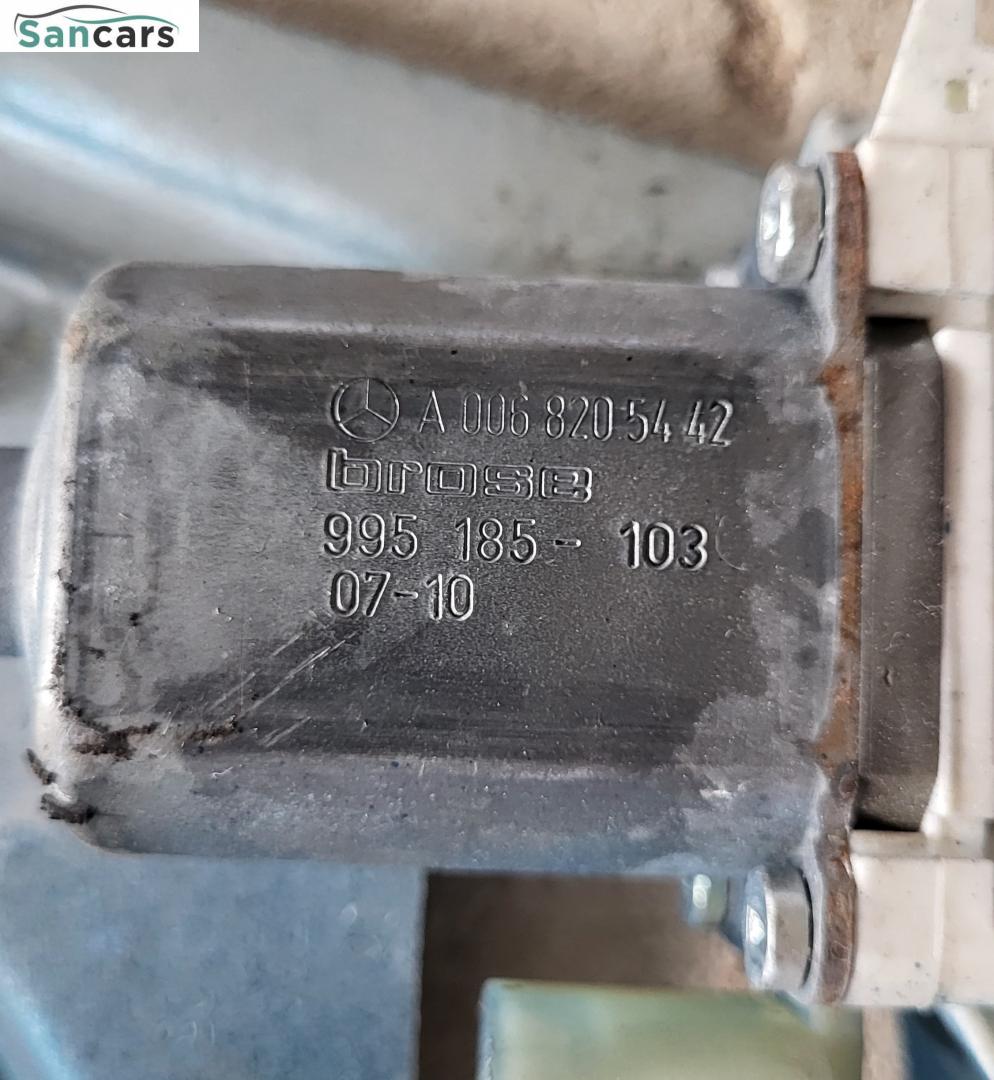 Sancars
A 006 820 54 42
brose
995 185 - 103
07-10